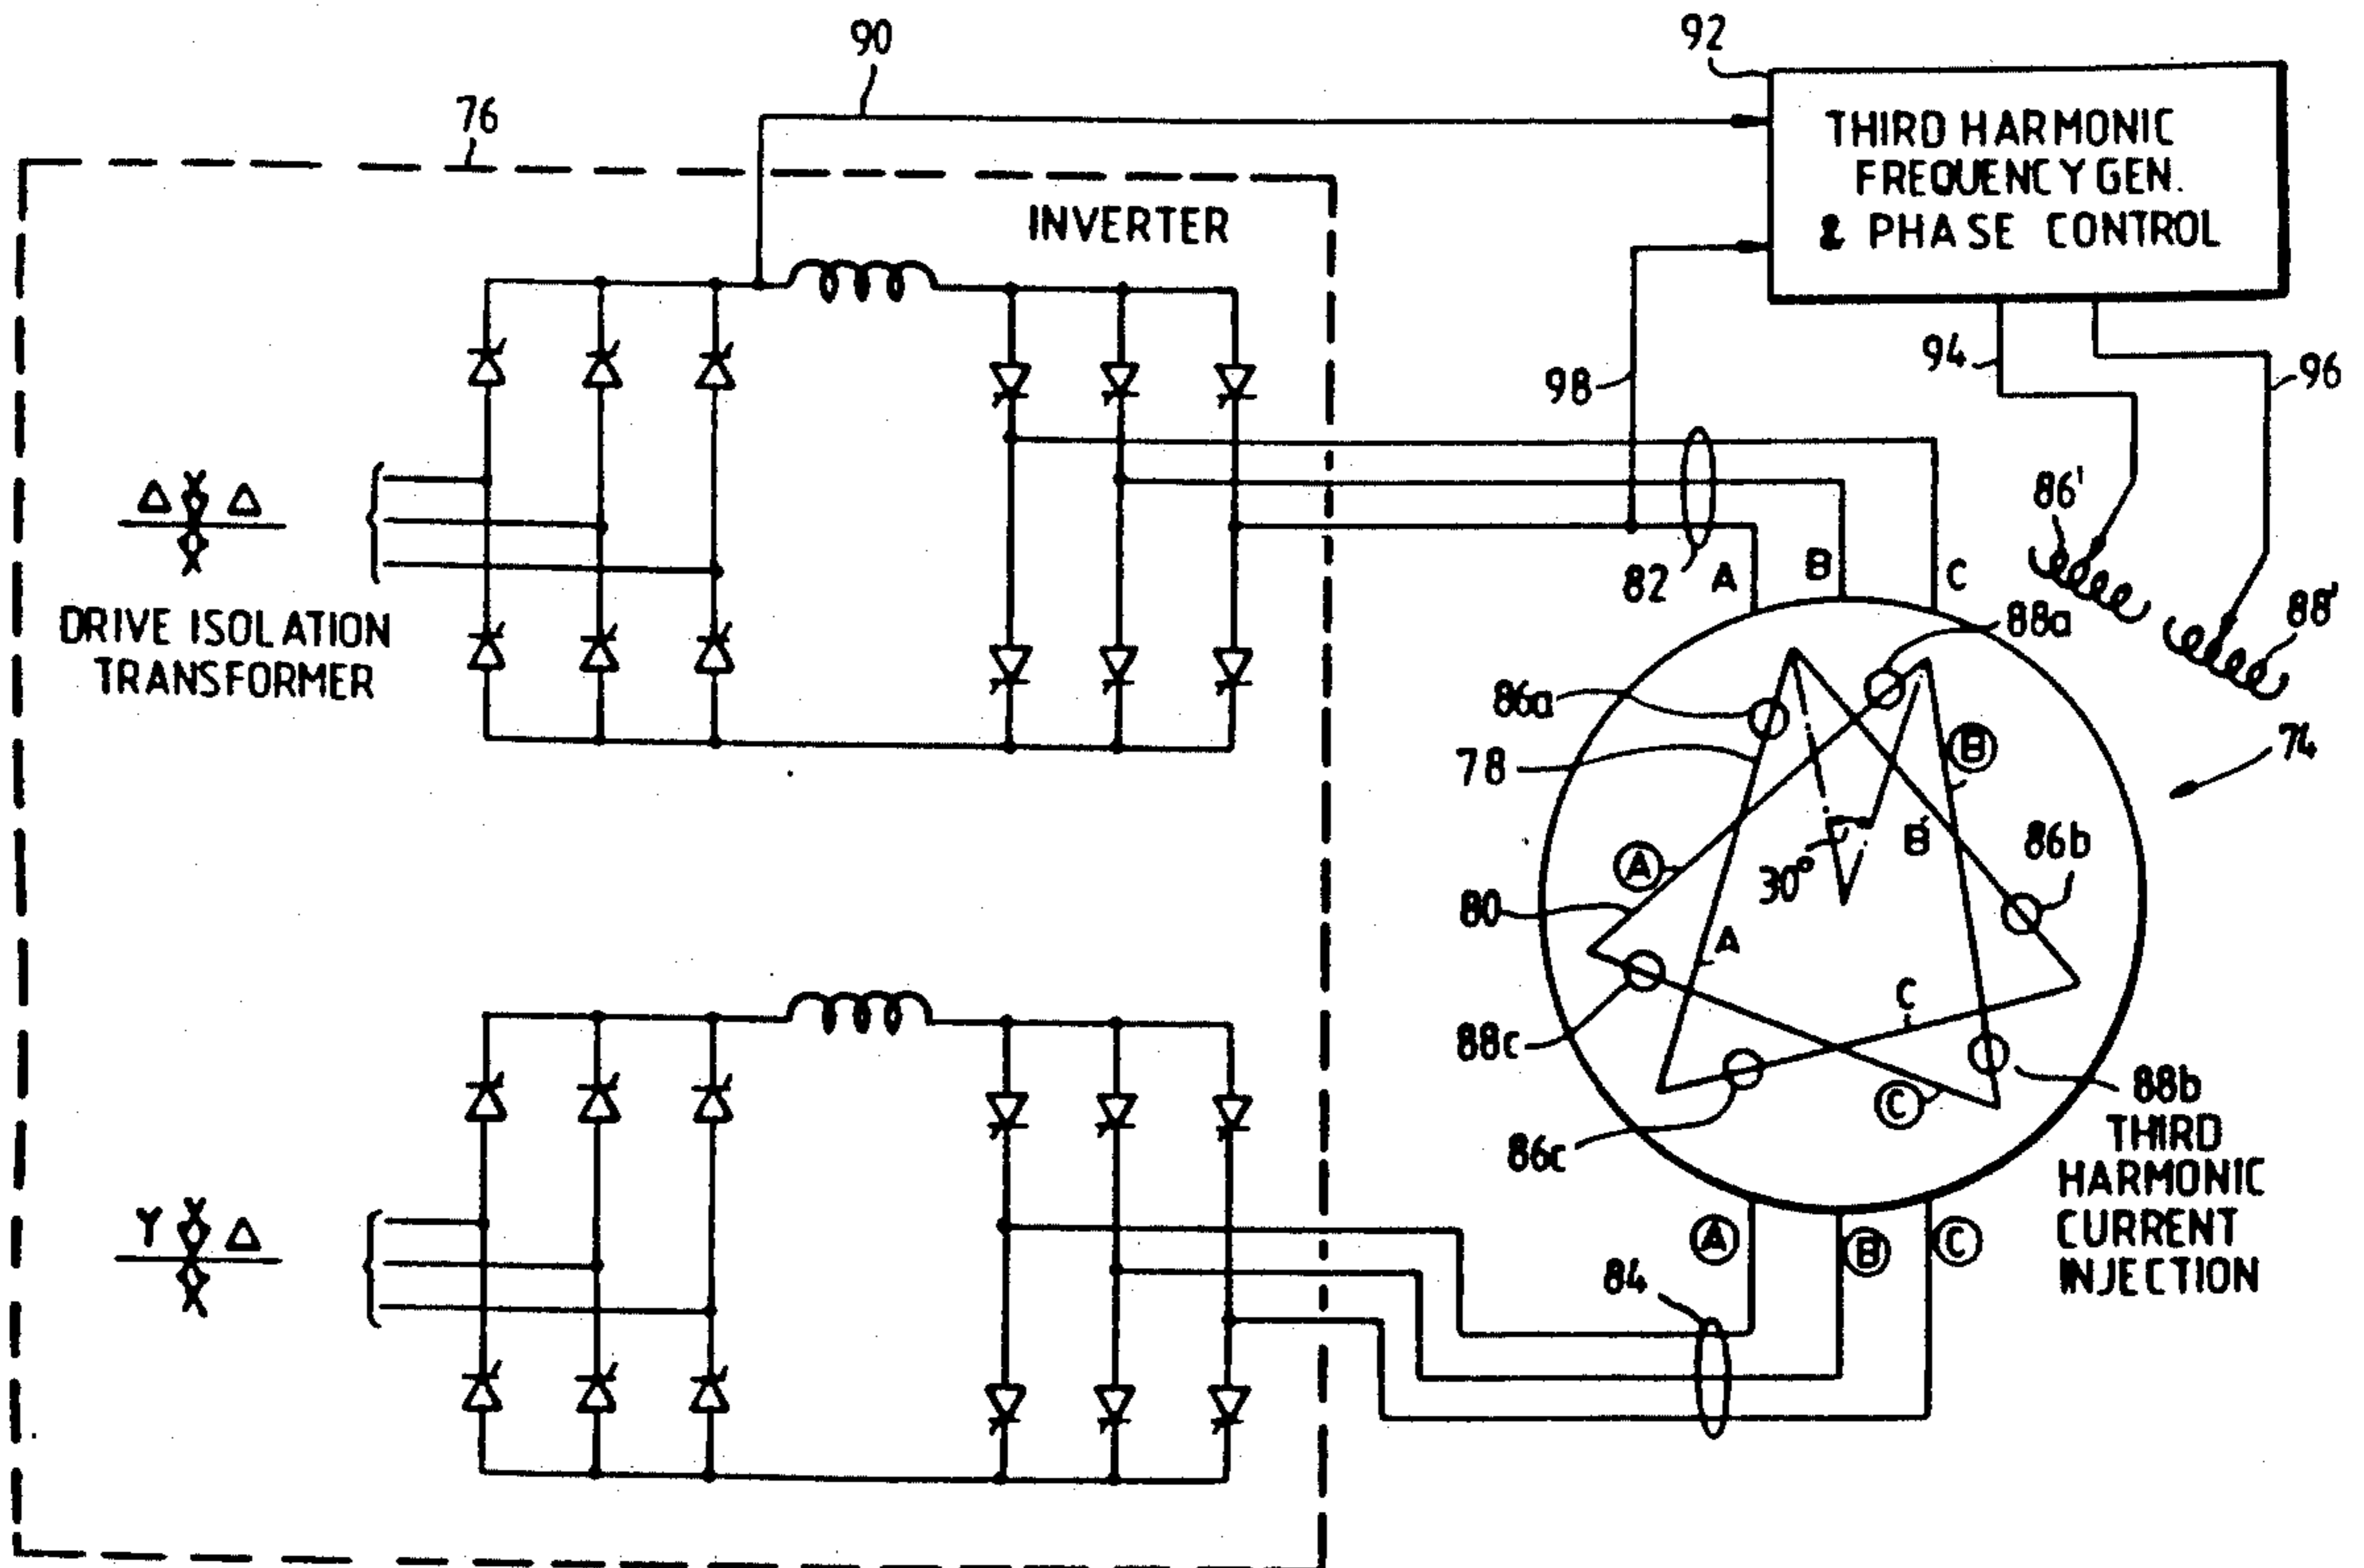 90
92
76
THIRD HARMONIC
FREQUENCY GEN.
& PHASE CONTROL
INVERTER
94
96
98
86'
88'
Δ Δ
82
A
B
C
DRIVE ISOLATION
TRANSFORMER
88a
86a
74
78
B
B
86b
A
30°
80
A
C
88c
88b
C
86c
THIRD
HARMONIC
CURRENT
INJECTION
Y Δ
A
B
C
84